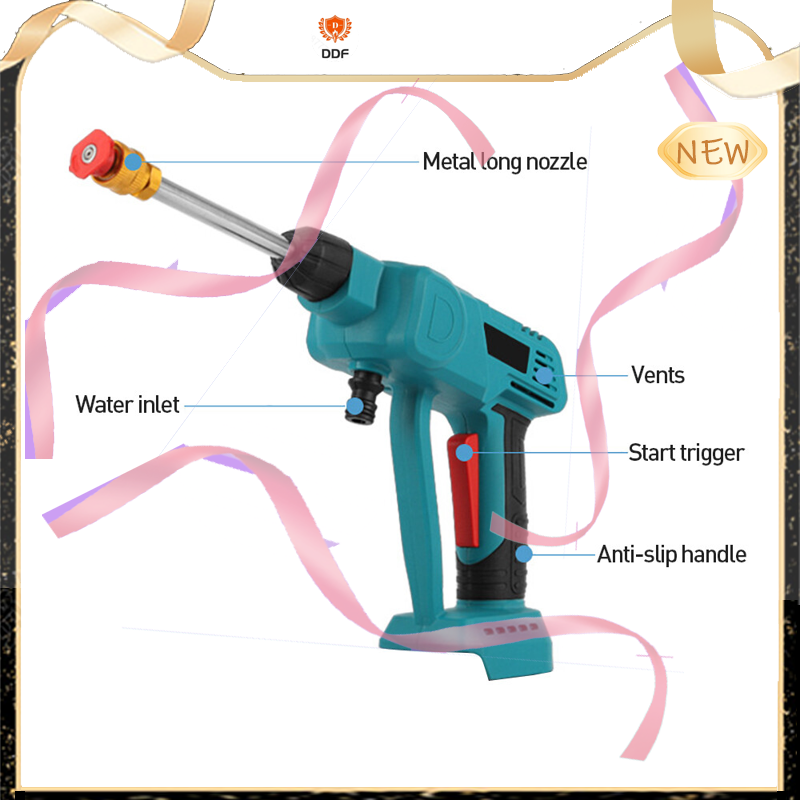 D
DDF
Metal long nozzle
NEW
D
Vents
Water inlet
Start trigger
Anti-slip handle